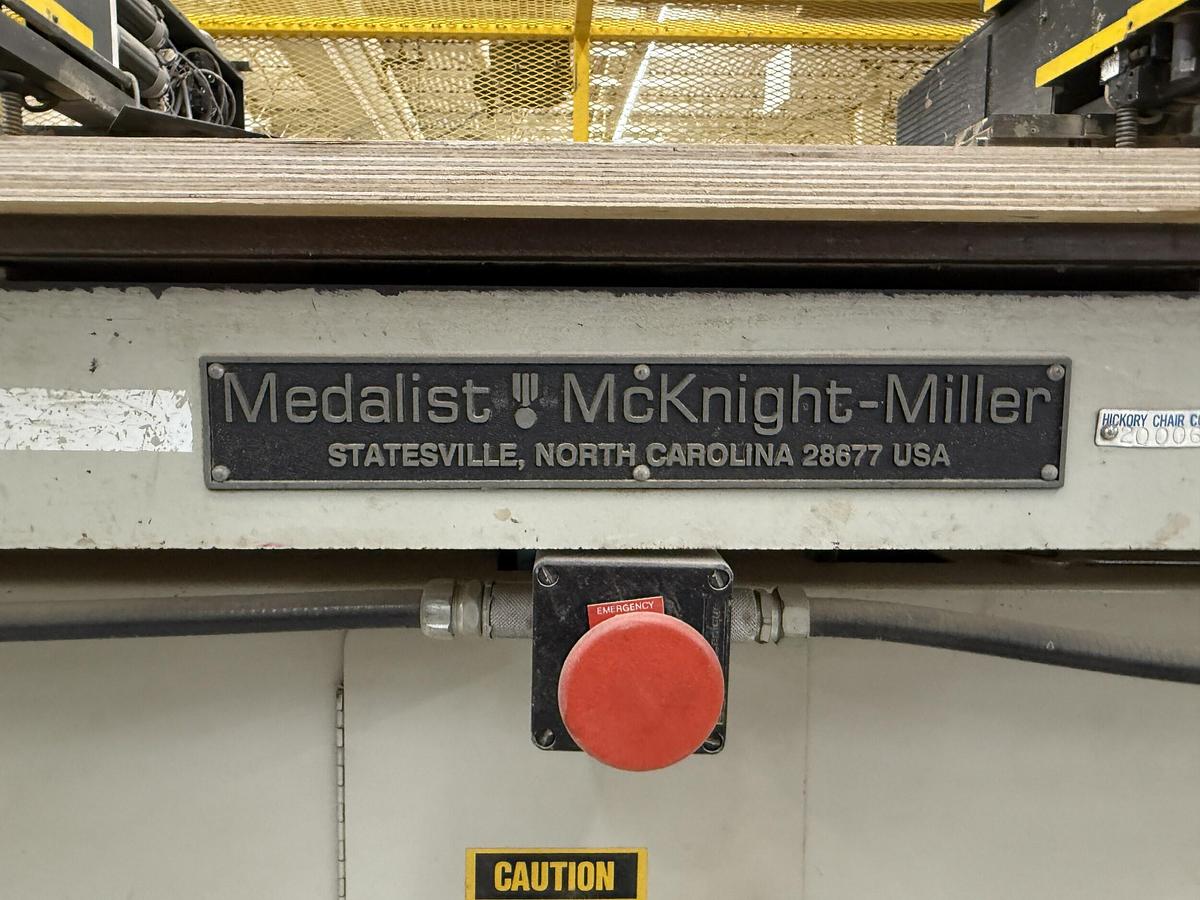 Medalist McKnight-Miller
STATESVILLE, NORTH CAROLINA 28677 USA
HICKORY CHAIR
EMERGENCY
CAUTION